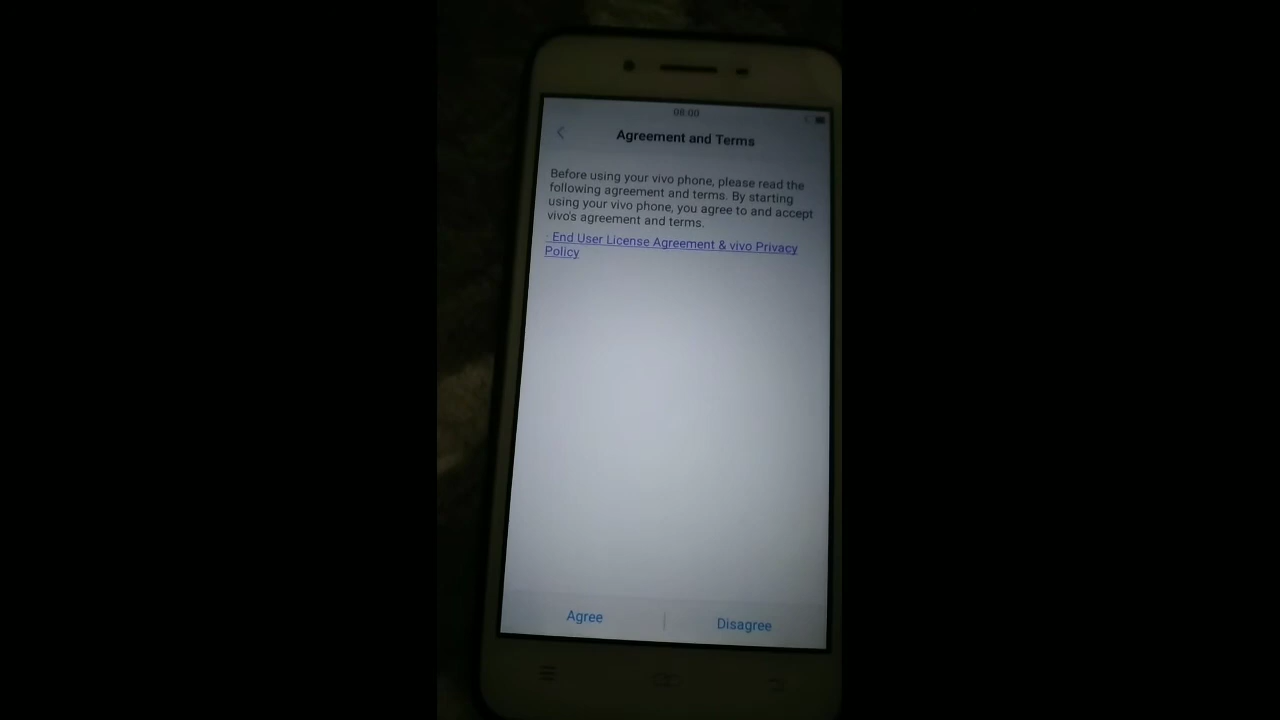 08:00
Agreement and Terms
Before using your vivo phone, please read the
following agreement and terms. By starting
using your vivo phone, you agree to and accept
vivo's agreement and terms.
End User License Agreement & vivo Privacy
Policy
Agree | Disagree